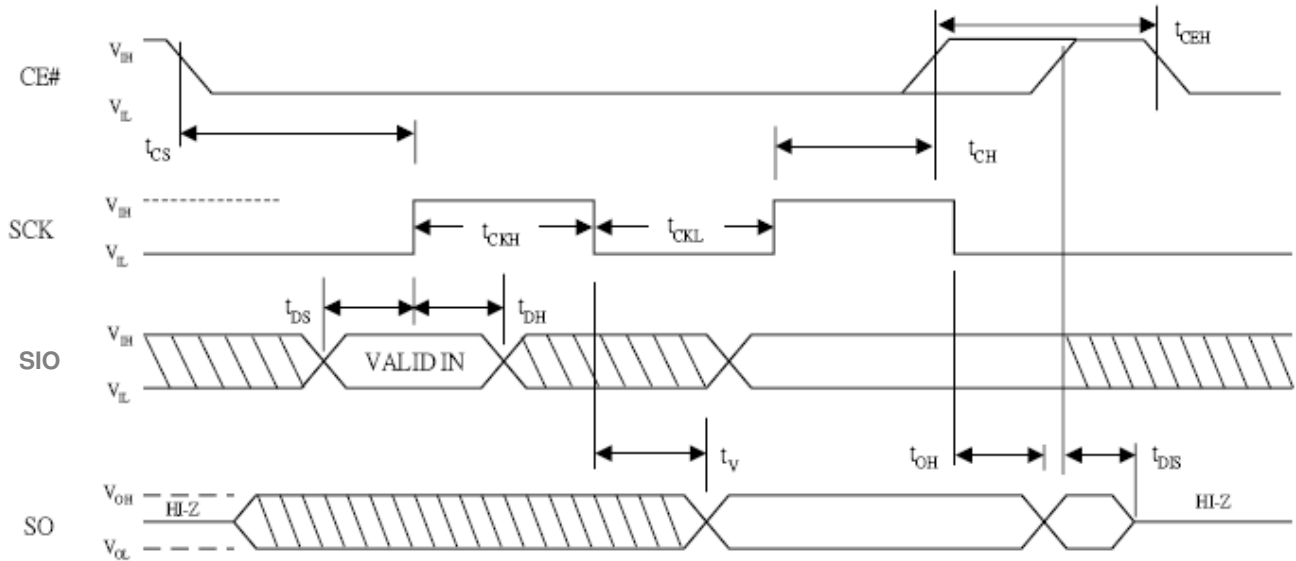 CE#
V_IH
V_IL
t_CEH
t_CS
t_CH
SCK
V_IH
V_IL
t_CKH
t_CKL
t_DS
t_DH
SIO
V_IH
V_IL
VALID IN
t_V
t_OH
t_DIS
SO
V_OH
V_OL
HI-Z
HI-Z